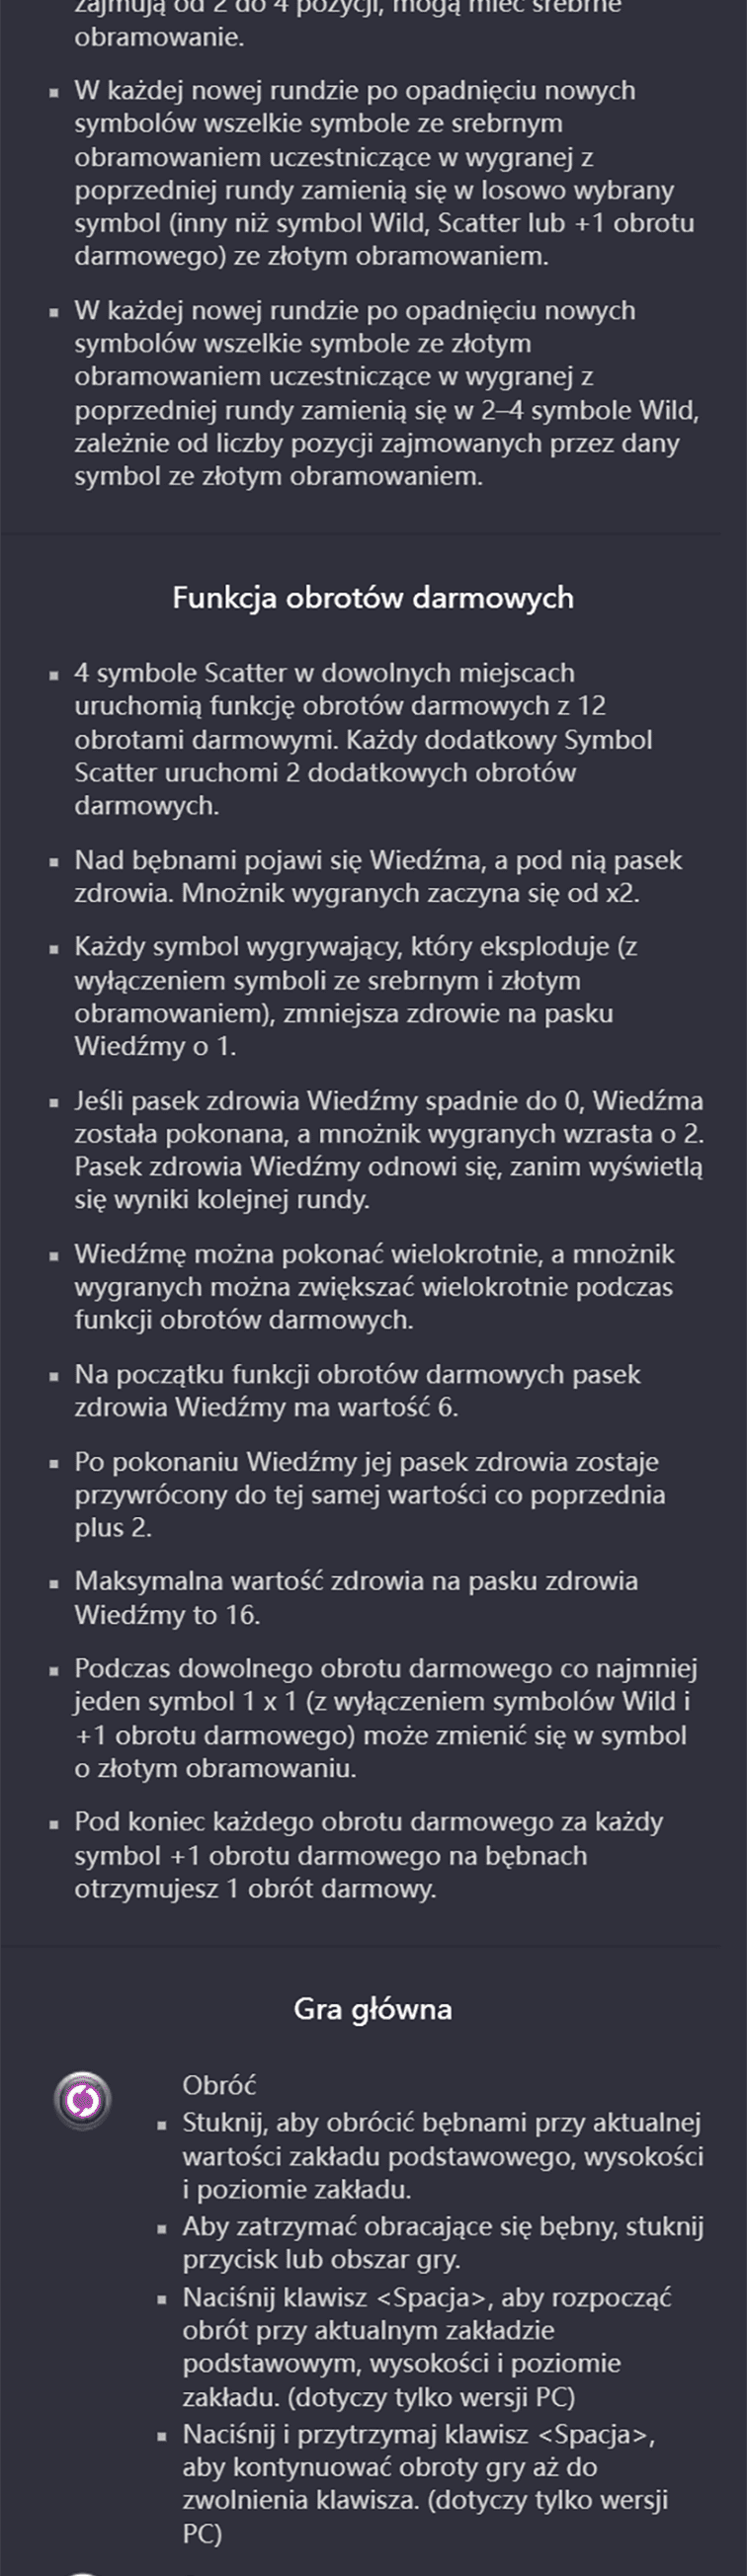 zajmują od 2 do 4 pozycji, mogą mieć srebrne
obramowanie.
▪ W każdej nowej rundzie po opadnięciu nowych
symbolów wszelkie symbole ze srebrnym
obramowaniem uczestniczące w wygranej z
poprzedniej rundy zamienią się w losowo wybrany
symbol (inny niż symbol Wild, Scatter lub +1 obrotu
darmowego) ze złotym obramowaniem.
▪ W każdej nowej rundzie po opadnięciu nowych
symbolów wszelkie symbole ze złotym
obramowaniem uczestniczące w wygranej z
poprzedniej rundy zamienią się w 2–4 symbole Wild,
zależnie od liczby pozycji zajmowanych przez dany
symbol ze złotym obramowaniem.
Funkcja obrotów darmowych
▪ 4 symbole Scatter w dowolnych miejscach
uruchomią funkcję obrotów darmowych z 12
obrotami darmowymi. Każdy dodatkowy Symbol
Scatter uruchomi 2 dodatkowych obrotów
darmowych.
▪ Nad bębnami pojawi się Wiedźma, a pod nią pasek
zdrowia. Mnożnik wygranych zaczyna się od x2.
▪ Każdy symbol wygrywający, który eksploduje (z
wyłączeniem symboli ze srebrnym i złotym
obramowaniem), zmniejsza zdrowie na pasku
Wiedźmy o 1.
▪ Jeśli pasek zdrowia Wiedźmy spadnie do 0, Wiedźma
została pokonana, a mnożnik wygranych wzrasta o 2.
Pasek zdrowia Wiedźmy odnowi się, zanim wyświetlą
się wyniki kolejnej rundy.
▪ Wiedźmę można pokonać wielokrotnie, a mnożnik
wygranych można zwiększać wielokrotnie podczas
funkcji obrotów darmowych.
▪ Na początku funkcji obrotów darmowych pasek
zdrowia Wiedźmy ma wartość 6.
▪ Po pokonaniu Wiedźmy jej pasek zdrowia zostaje
przywrócony do tej samej wartości co poprzednia
plus 2.
▪ Maksymalna wartość zdrowia na pasku zdrowia
Wiedźmy to 16.
▪ Podczas dowolnego obrotu darmowego co najmniej
jeden symbol 1 x 1 (z wyłączeniem symbolów Wild i
+1 obrotu darmowego) może zmienić się w symbol
o złotym obramowaniu.
▪ Pod koniec każdego obrotu darmowego za każdy
symbol +1 obrotu darmowego na bębnach
otrzymujesz 1 obrót darmowy.
Gra główna
Obróć
▪ Stuknij, aby obrócić bębnami przy aktualnej
wartości zakładu podstawowego, wysokości
i poziomie zakładu.
▪ Aby zatrzymać obracające się bębny, stuknij
przycisk lub obszar gry.
▪ Naciśnij klawisz <Spacja>, aby rozpocząć
obrót przy aktualnym zakładzie
podstawowym, wysokości i poziomie
zakładu. (dotyczy tylko wersji PC)
▪ Naciśnij i przytrzymaj klawisz <Spacja>,
aby kontynuować obroty gry aż do
zwolnienia klawisza. (dotyczy tylko wersji
PC)